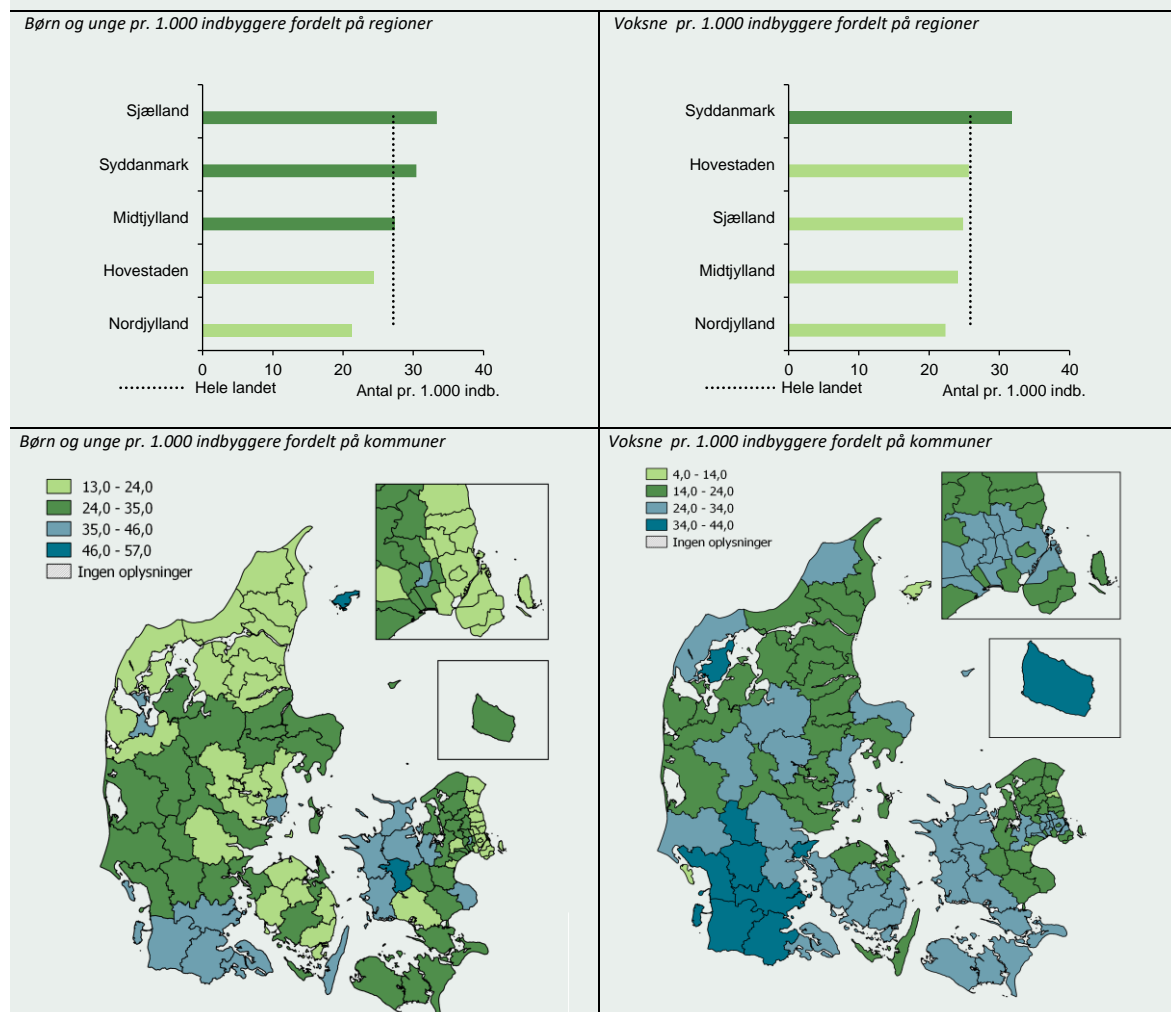 Børn og unge pr. 1.000 indbyggere fordelt på regioner
Sjælland
Syddanmark
Midtjylland
Hovestaden
Nordjylland
0 10 20 30 40
Hele landet Antal pr. 1.000 indb.
Voksne pr. 1.000 indbyggere fordelt på regioner
Syddanmark
Hovestaden
Sjælland
Midtjylland
Nordjylland
0 10 20 30 40
Hele landet Antal pr. 1.000 indb.
Børn og unge pr. 1.000 indbyggere fordelt på kommuner
13,0 - 24,0
24,0 - 35,0
35,0 - 46,0
46,0 - 57,0
Ingen oplysninger
Voksne pr. 1.000 indbyggere fordelt på kommuner
4,0 - 14,0
14,0 - 24,0
24,0 - 34,0
34,0 - 44,0
Ingen oplysninger